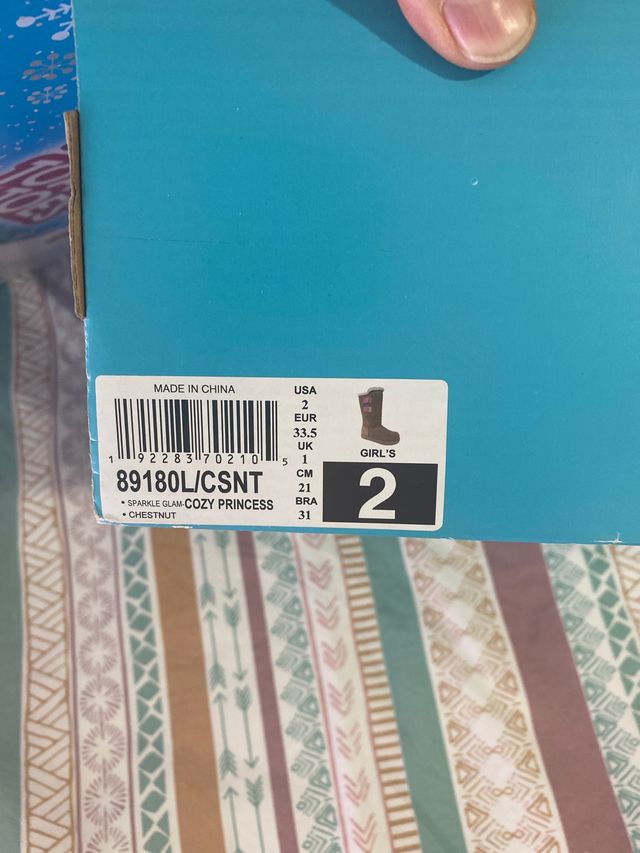 MADE IN CHINA
1 92283 70210 5
89180L/CSNT
• SPARKLE GLAM-COZY PRINCESS
• CHESTNUT
USA
2
EUR
33.5
UK
1
CM
21
BRA
31
GIRL'S
2